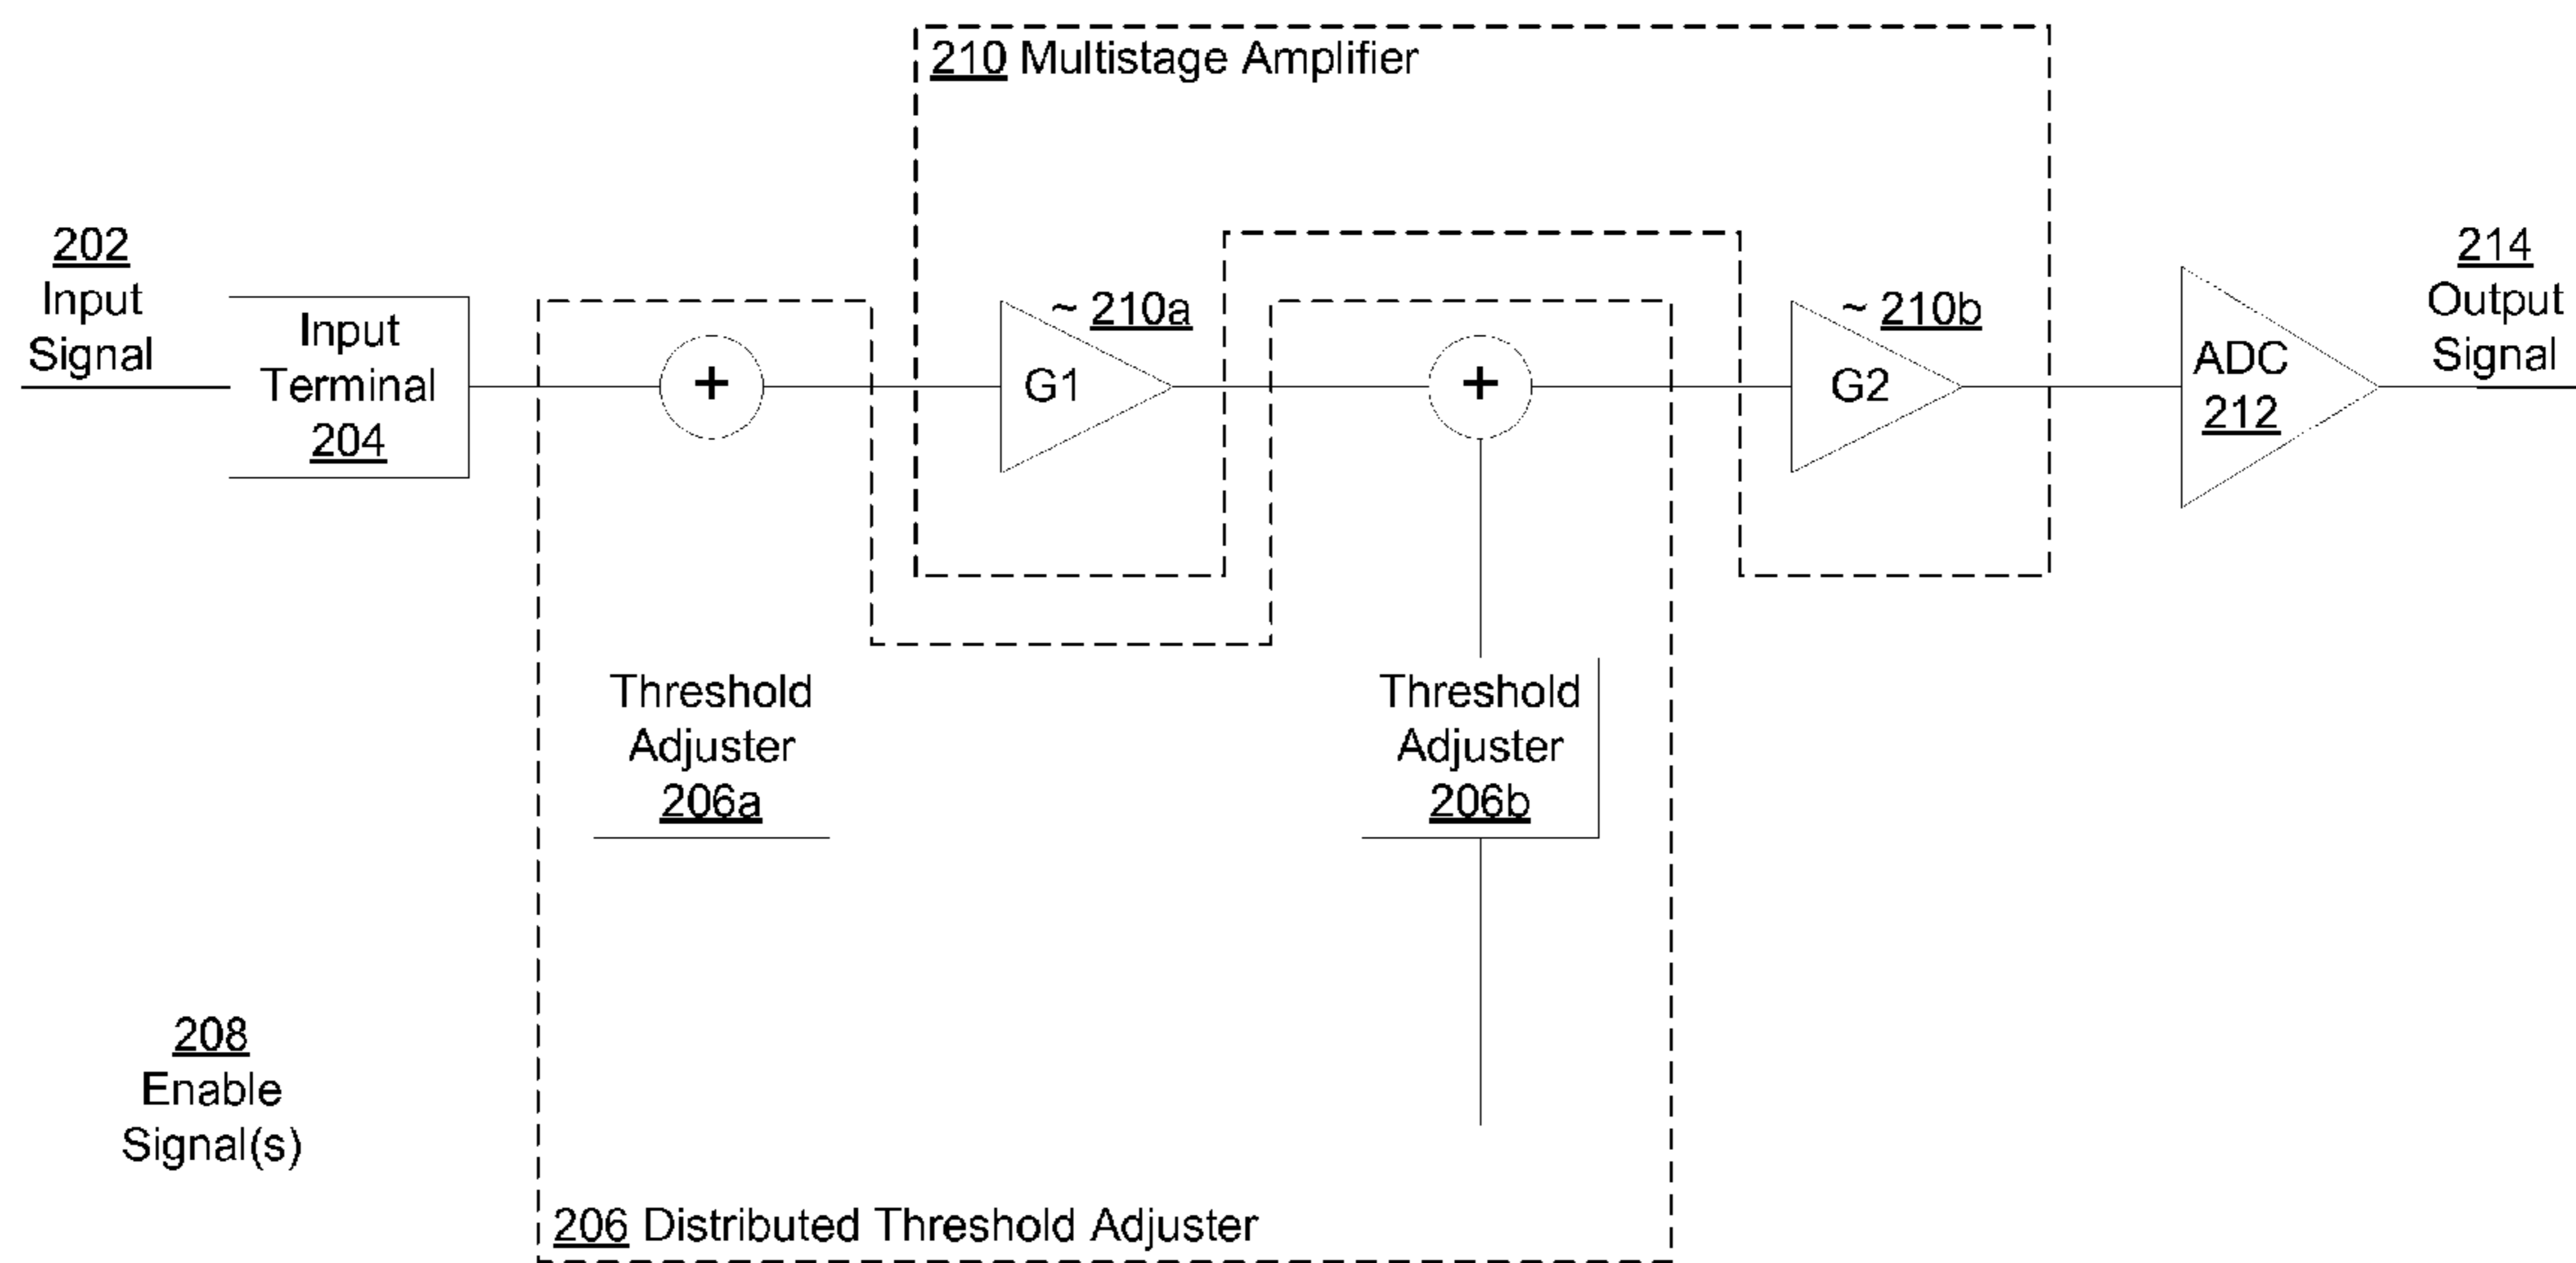 210 Multistage Amplifier
202
Input
Signal
Input
Terminal
204
+
~ 210a
G1
+
~ 210b
G2
ADC
212
214
Output
Signal
Threshold
Adjuster
206a
Threshold
Adjuster
206b
208
Enable
Signal(s)
206 Distributed Threshold Adjuster